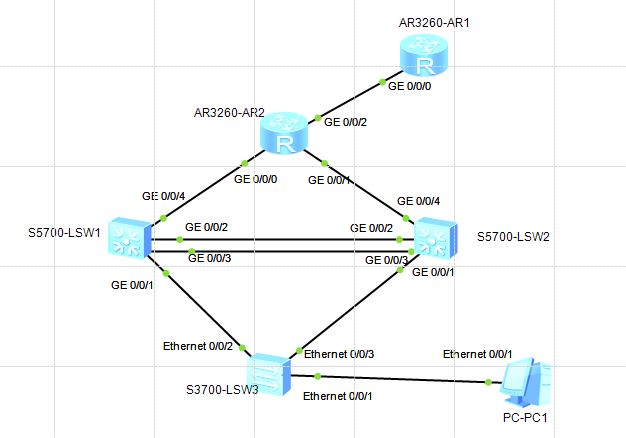 AR3260-AR1
R
GE 0/0/0
AR3260-AR2
GE 0/0/2
R
GE 0/0/0
GE 0/0/1
GE 0/0/4
GE 0/0/4
S5700-LSW1
GE 0/0/2
GE 0/0/2
S5700-LSW2
GE 0/0/3
GE 0/0/3
GE 0/0/1
GE 0/0/1
Ethernet 0/0/2
Ethernet 0/0/3
Ethernet 0/0/1
S3700-LSW3
Ethernet 0/0/1
PC-PC1